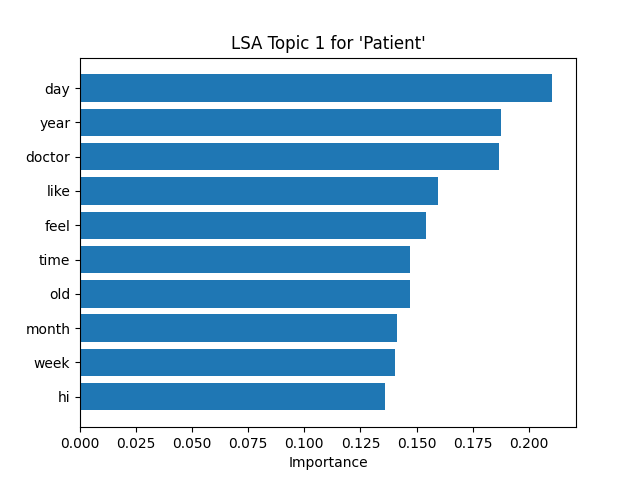 LSA Topic 1 for 'Patient'
day
year
doctor
like
feel
time
old
month
week
hi
0.000 0.025 0.050 0.075 0.100 0.125 0.150 0.175 0.200
Importance